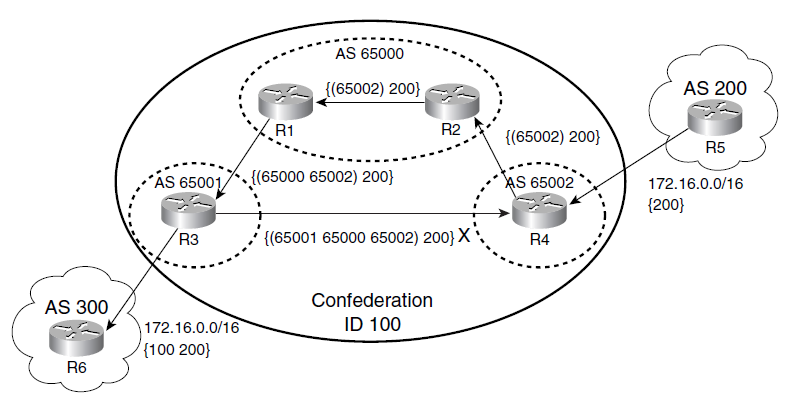 AS 65000
{(65002) 200}
R1
R2
AS 200
R5
{(65002) 200}
AS 65001
{(65000 65002) 200}
AS 65002
172.16.0.0/16
{200}
R3
{(65001 65000 65002) 200} X
R4
Confederation
ID 100
AS 300
172.16.0.0/16
{100 200}
R6